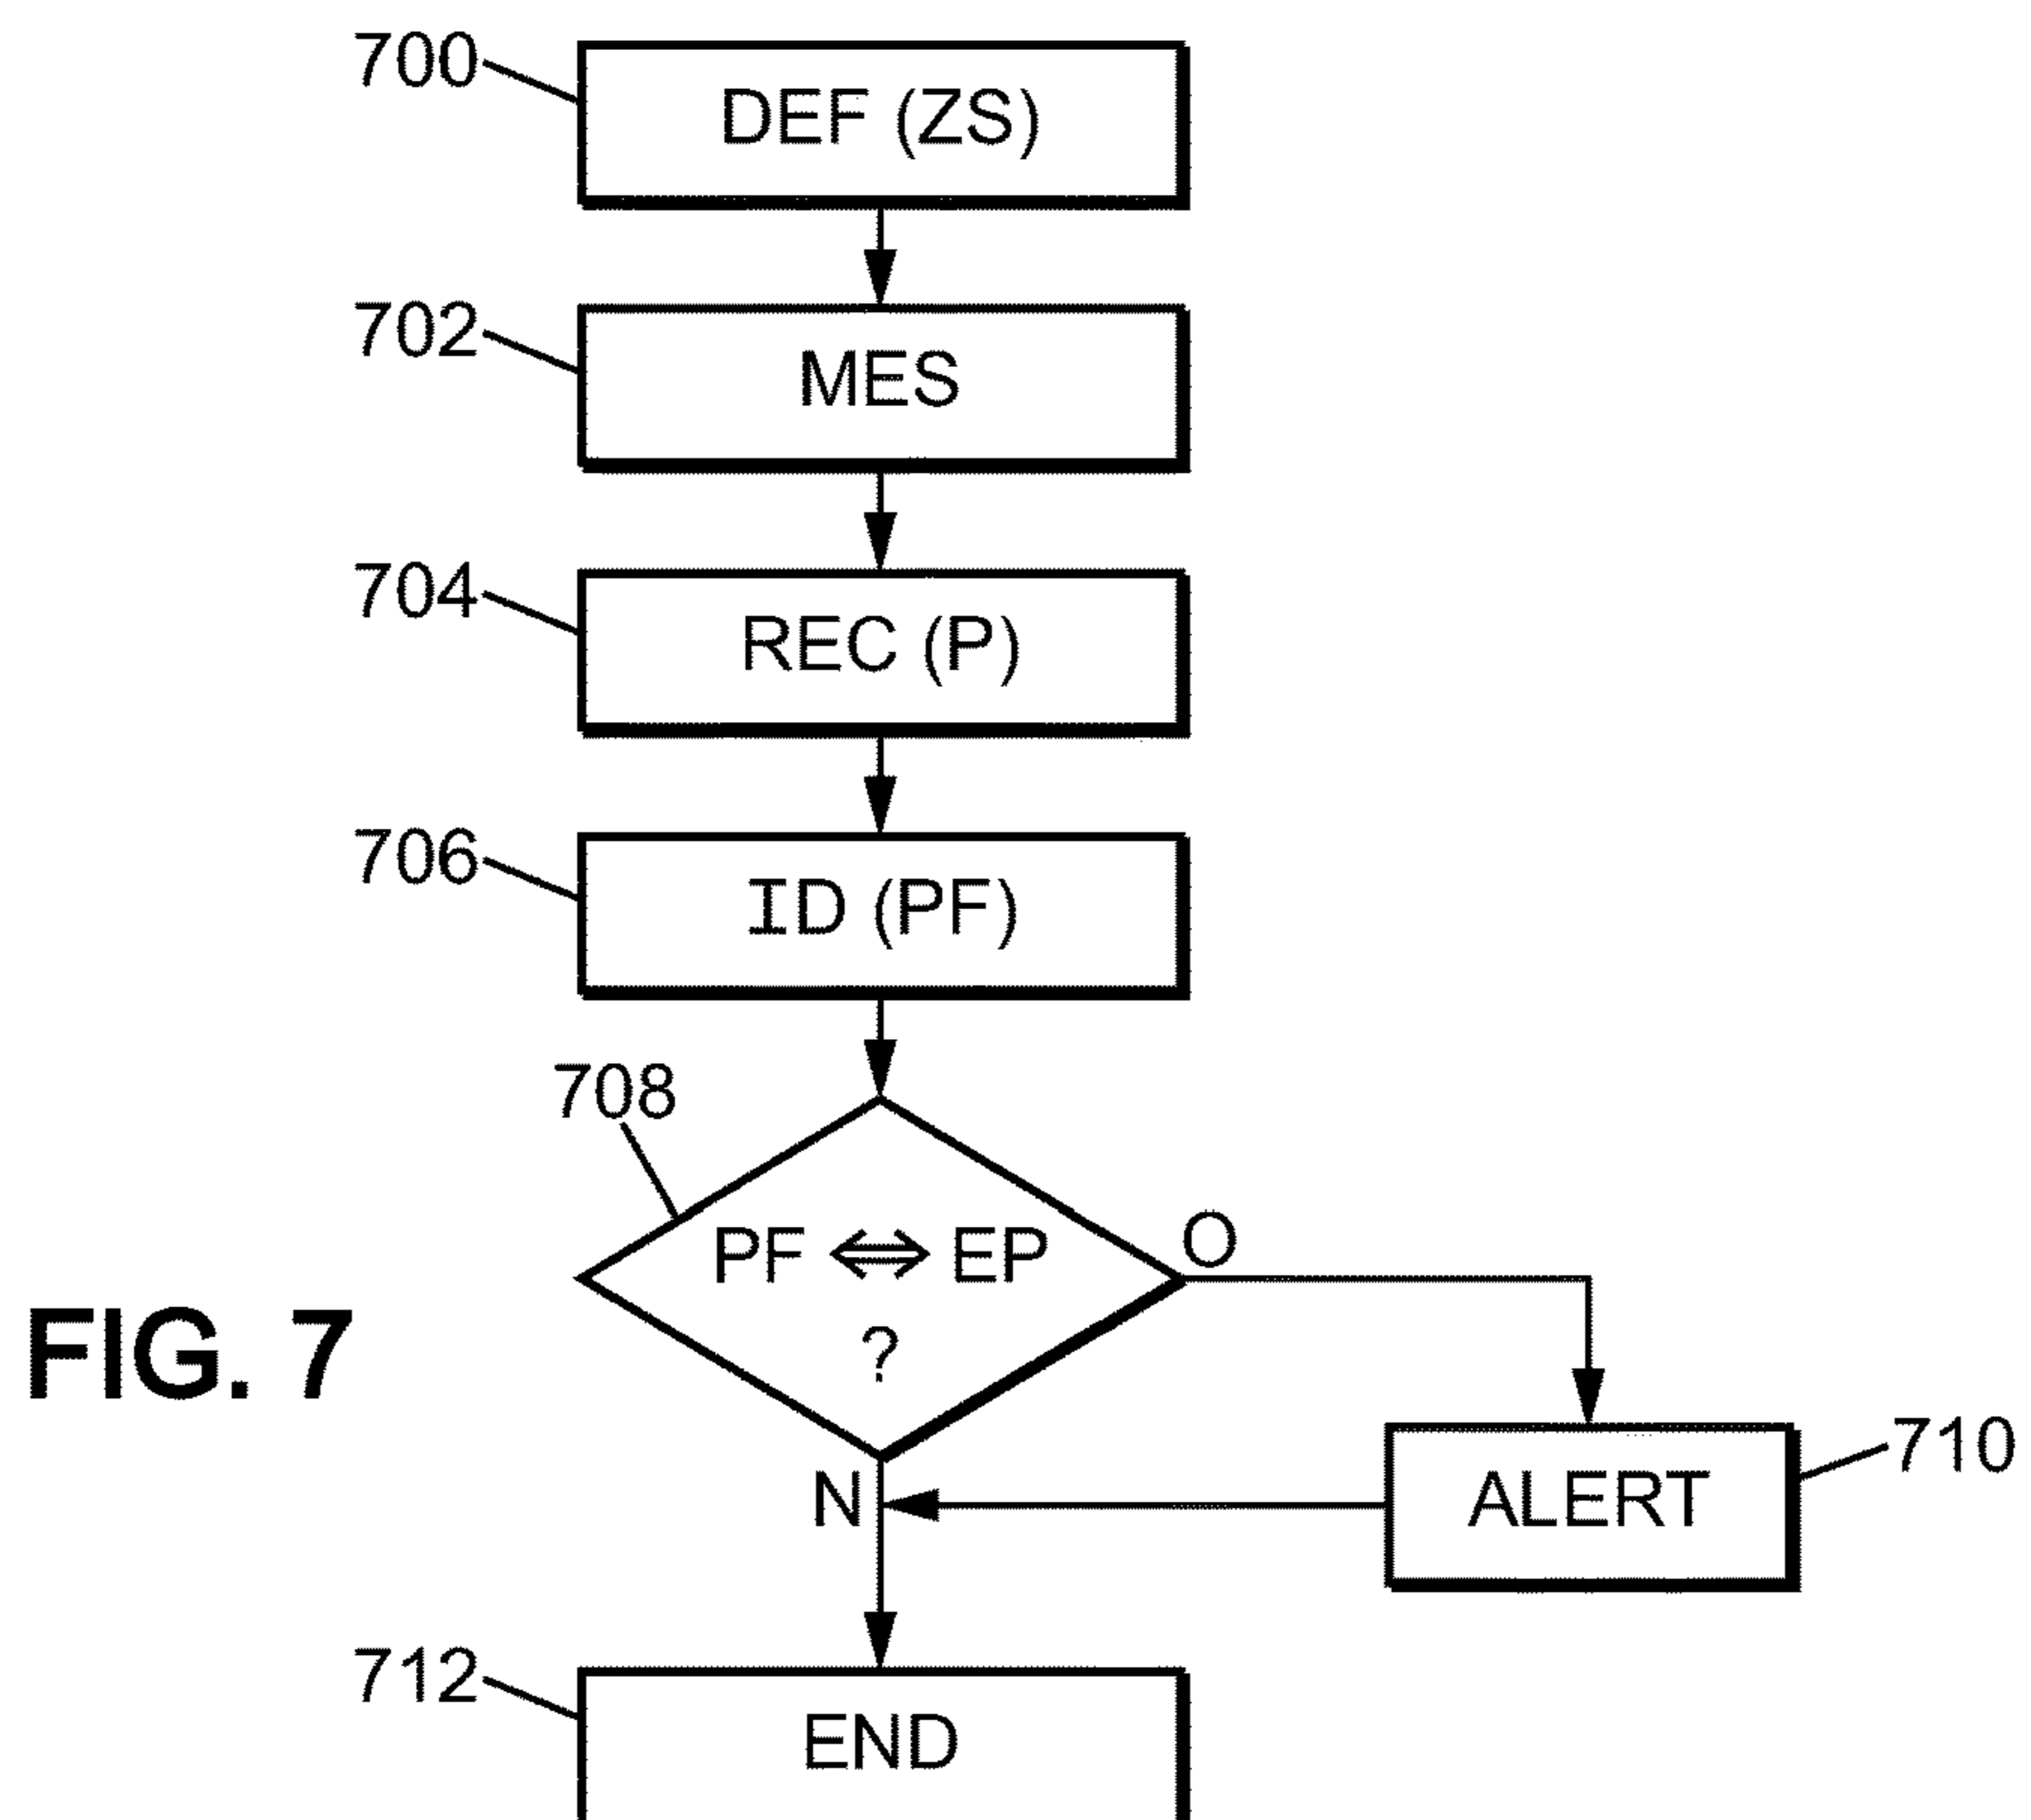 700
DEF (ZS)
702
MES
704
REC (P)
706
ID (PF)
708
PF ⇔ EP
?
O
N
FIG. 7
ALERT
710
712
END